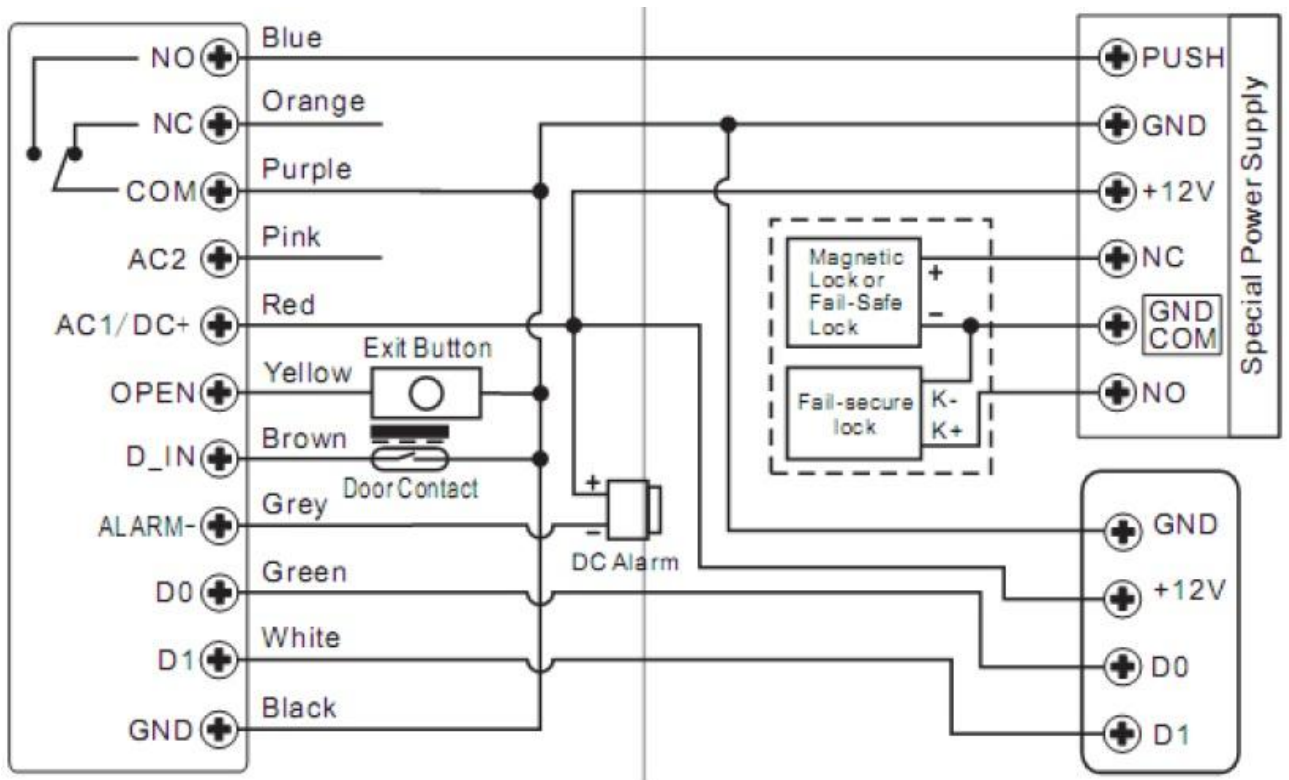 NO
Blue
NC
Orange
COM
Purple
AC2
Pink
AC1/DC+
Red
OPEN
Yellow
Exit Button
D_IN
Brown
Door Contact
ALARM-
Grey
+
-
DC Alarm
D0
Green
D1
White
GND
Black
Magnetic
Lock or
Fail-Safe
Lock
+
-
Fail-secure
lock
K-
K+
PUSH
GND
+12V
NC
GND
COM
NO
Special Power Supply
GND
+12V
D0
D1